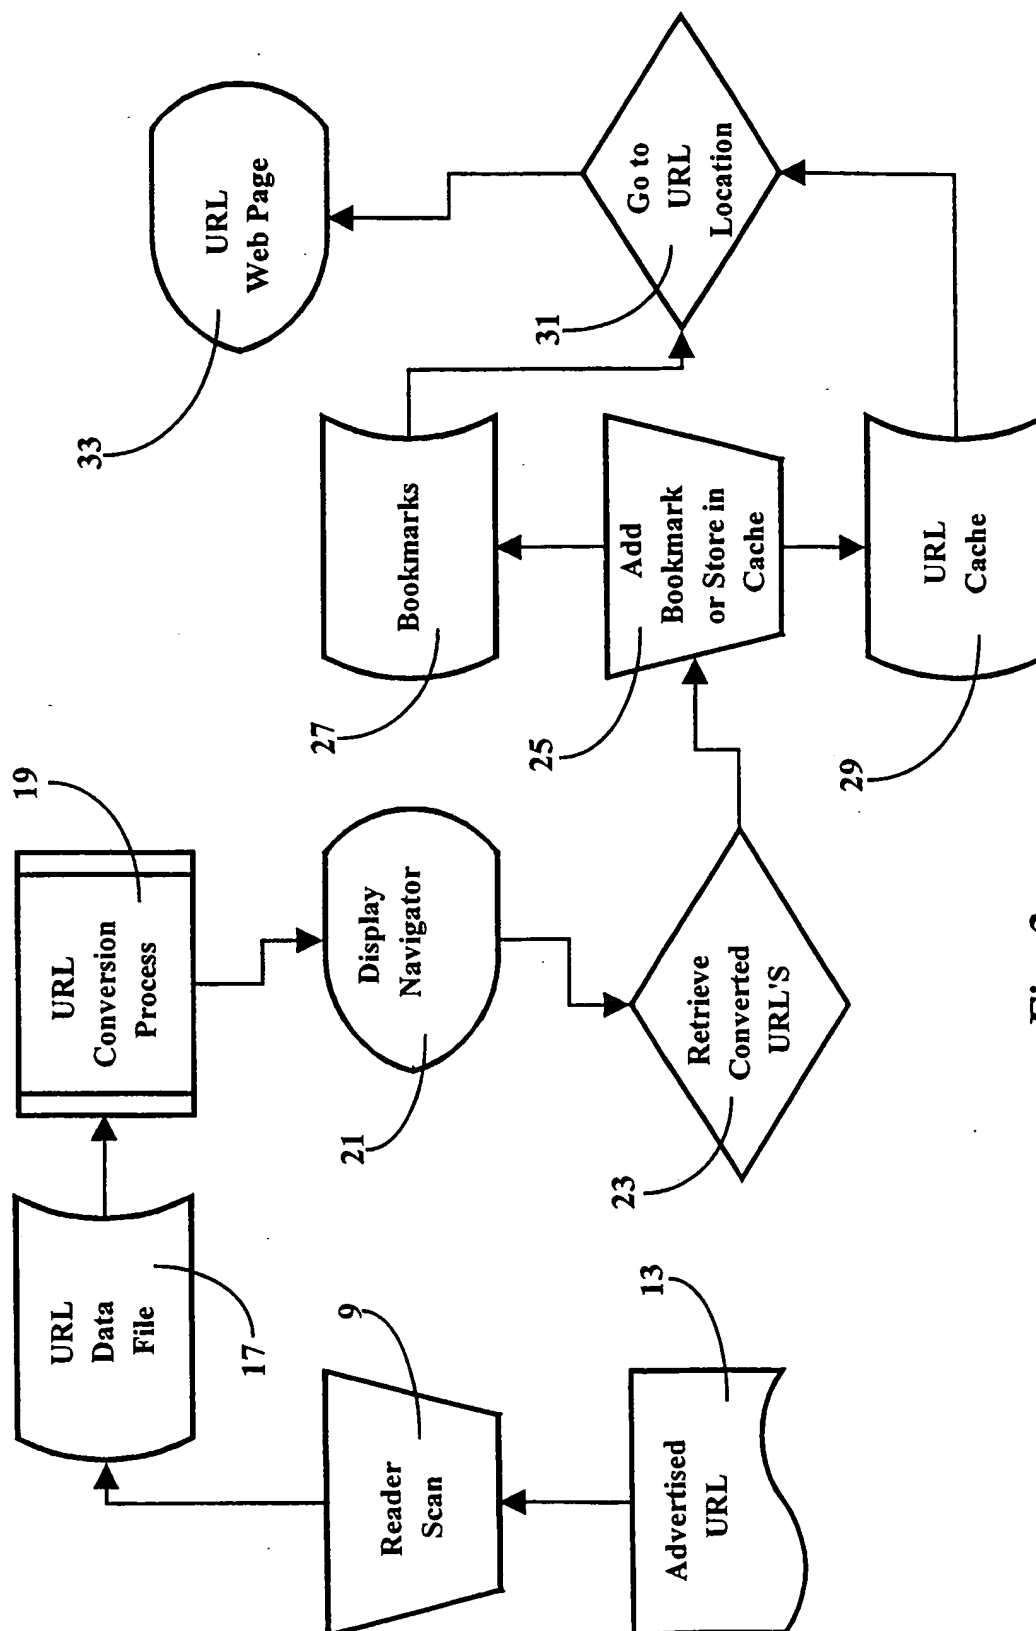 Advertised
URL
13
Reader
Scan
9
URL
Data
File
17
URL
Conversion
Process
19
Display
Navigator
21
Retrieve
Converted
URL'S
23
Add
Bookmark
or Store in
Cache
25
Bookmarks
27
URL
Cache
29
Go to
URL
Location
31
URL
Web Page
33